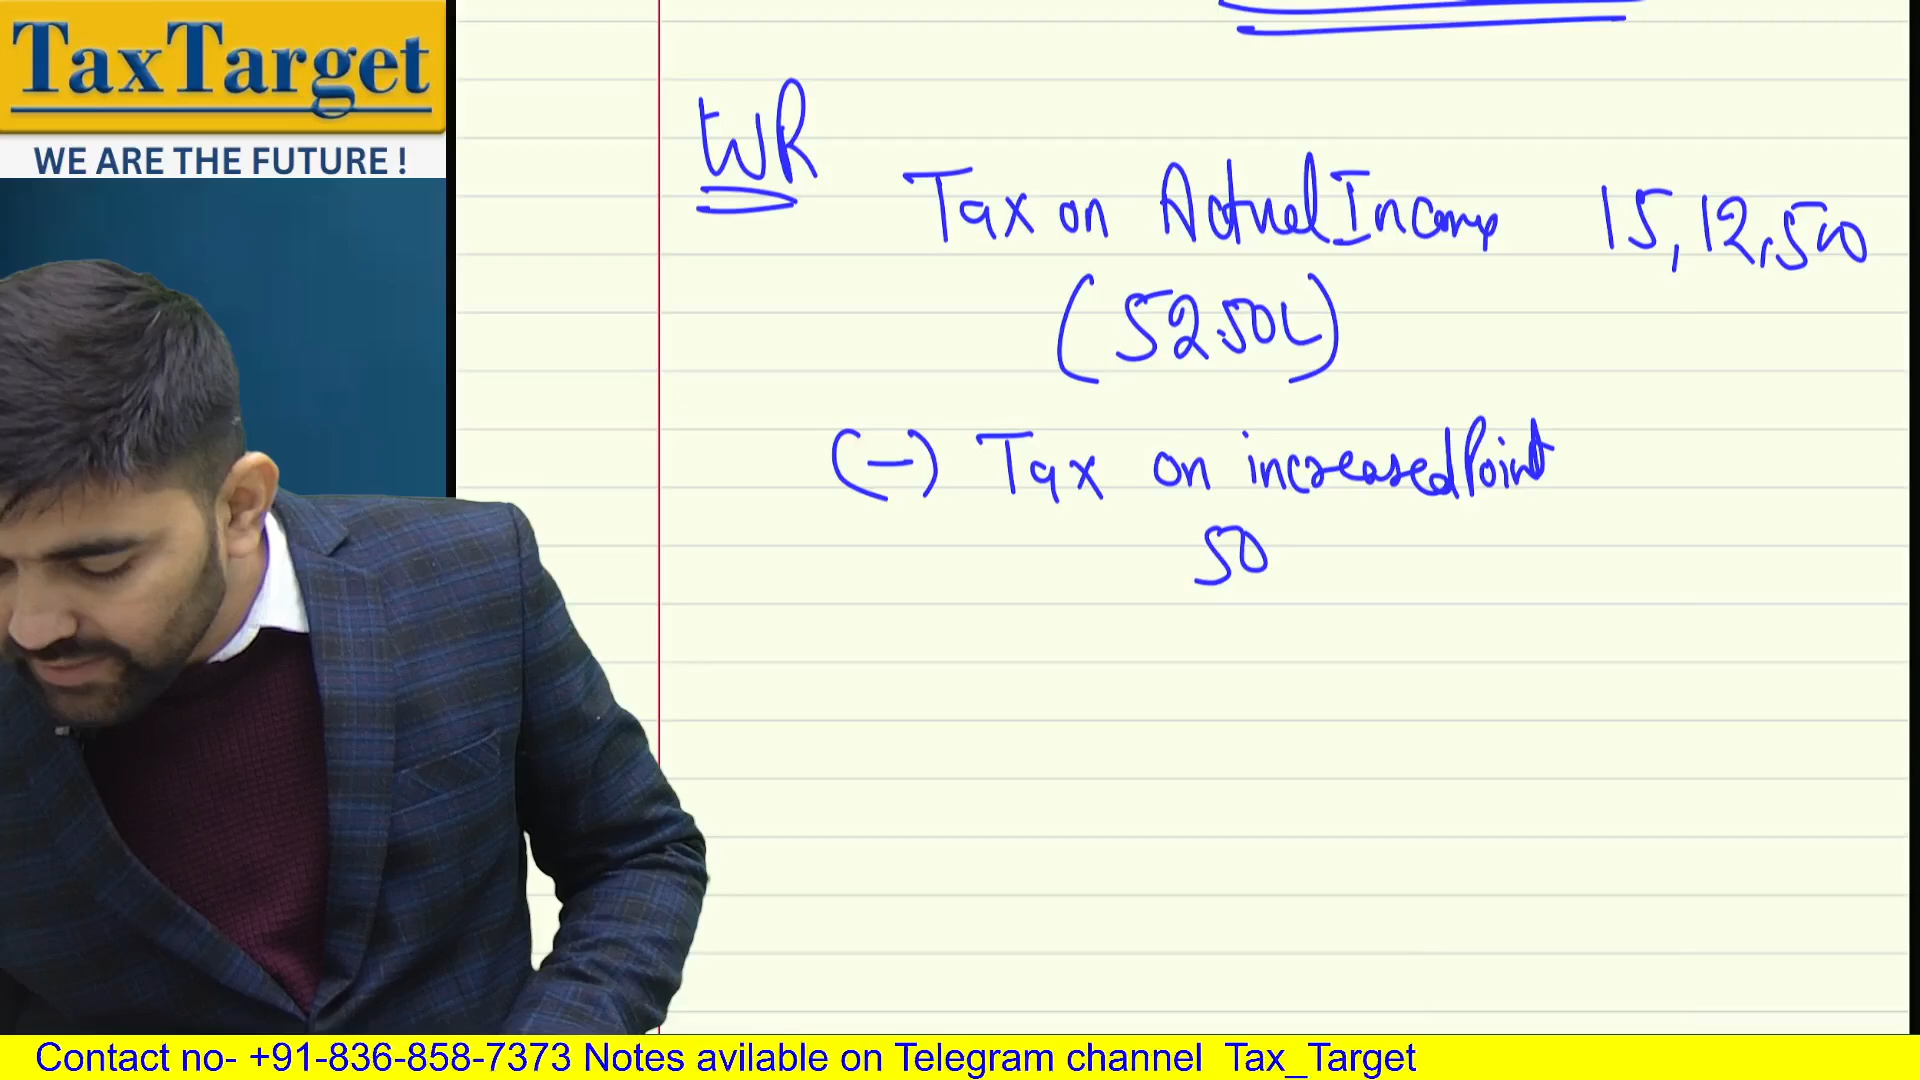 TaxTarget
WE ARE THE FUTURE !
WR
Tax on Actual Income 15,12,500
(52.50L)
(-) Tax on increased Point
50
Contact no- +91-836-858-7373 Notes avilable on Telegram channel Tax_Target